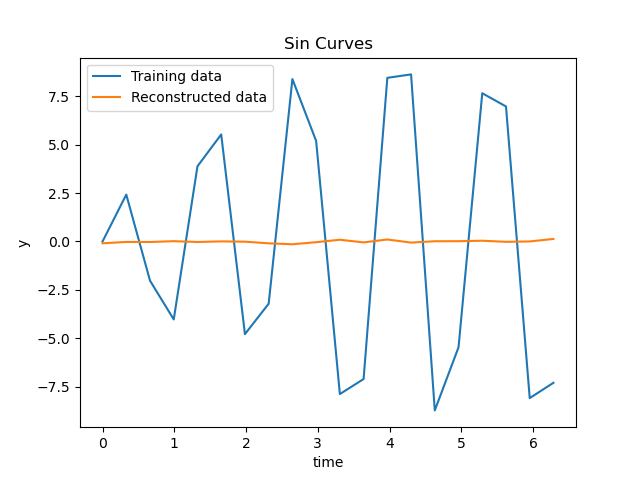 Sin Curves
Training data
Reconstructed data
7.5
5.0
2.5
0.0
−2.5
−5.0
−7.5
y
0 1 2 3 4 5 6
time